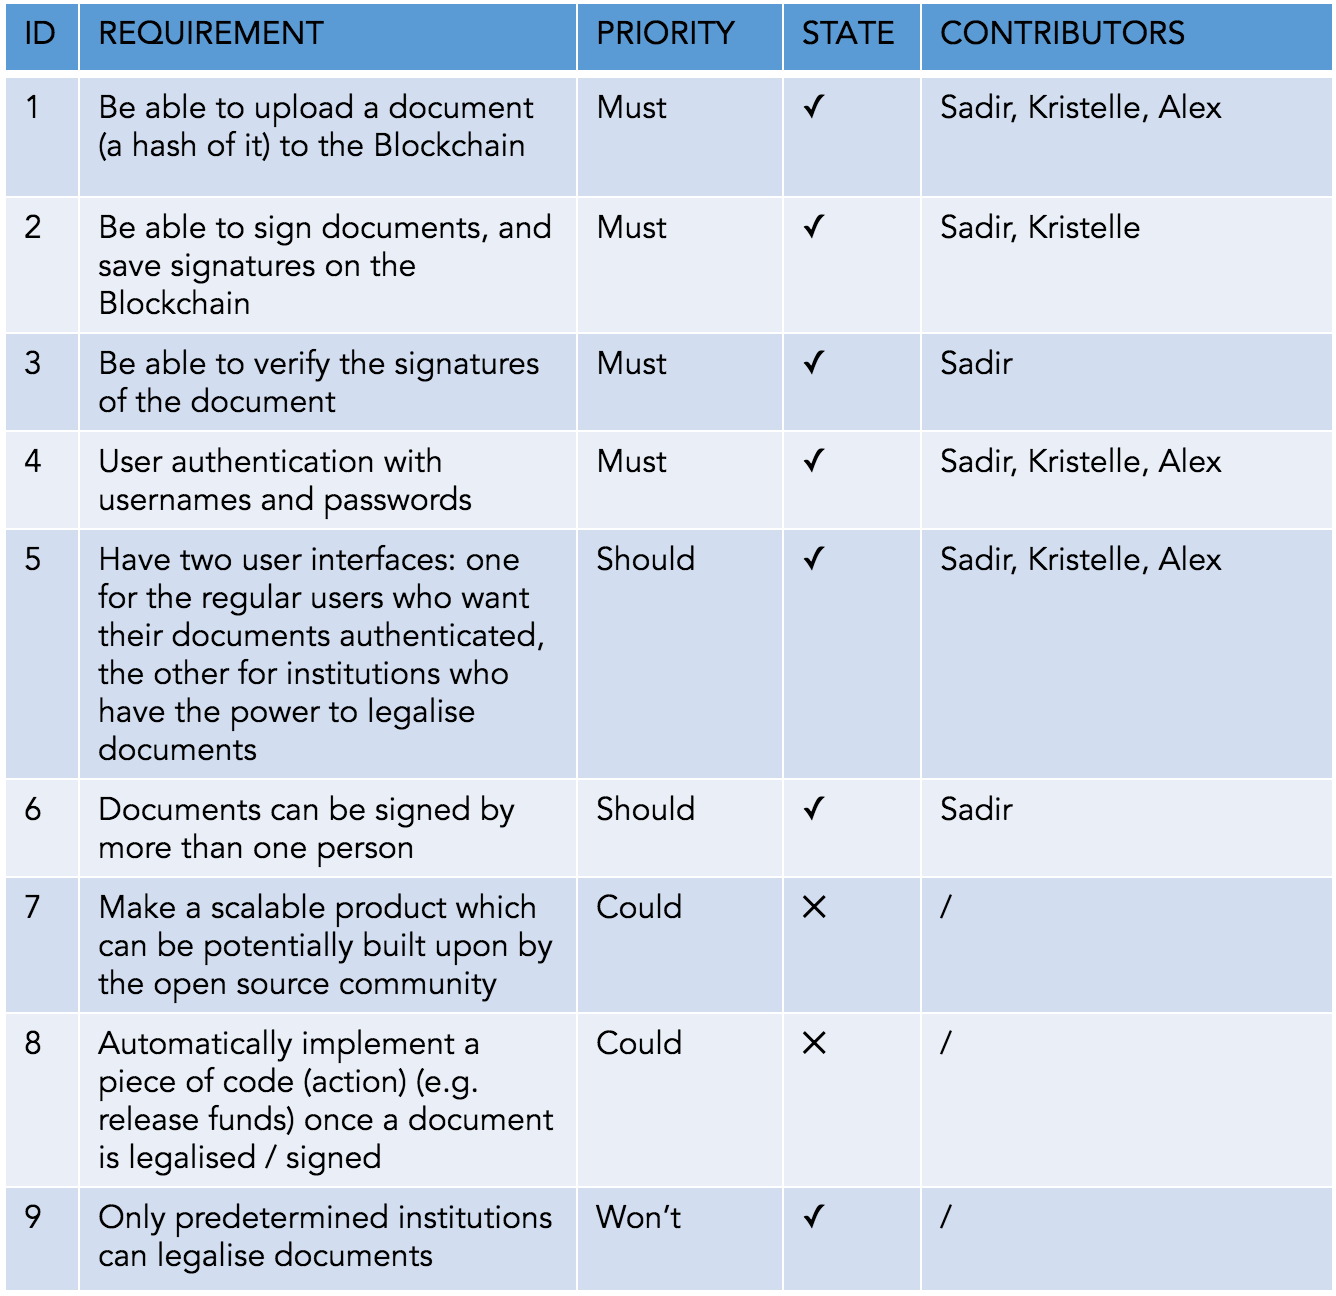 ID REQUIREMENT PRIORITY STATE CONTRIBUTORS
1 Be able to upload a document Must ✓ Sadir, Kristelle, Alex
(a hash of it) to the Blockchain
2 Be able to sign documents, and Must ✓ Sadir, Kristelle
save signatures on the
Blockchain
3 Be able to verify the signatures Must ✓ Sadir
of the document
4 User authentication with Must ✓ Sadir, Kristelle, Alex
usernames and passwords
5 Have two user interfaces: one Should ✓ Sadir, Kristelle, Alex
for the regular users who want
their documents authenticated,
the other for institutions who
have the power to legalise
documents
6 Documents can be signed by Should ✓ Sadir
more than one person
7 Make a scalable product which Could ✕ /
can be potentially built upon by
the open source community
8 Automatically implement a Could ✕ /
piece of code (action) (e.g.
release funds) once a document
is legalised / signed
9 Only predetermined institutions Won’t ✓ /
can legalise documents